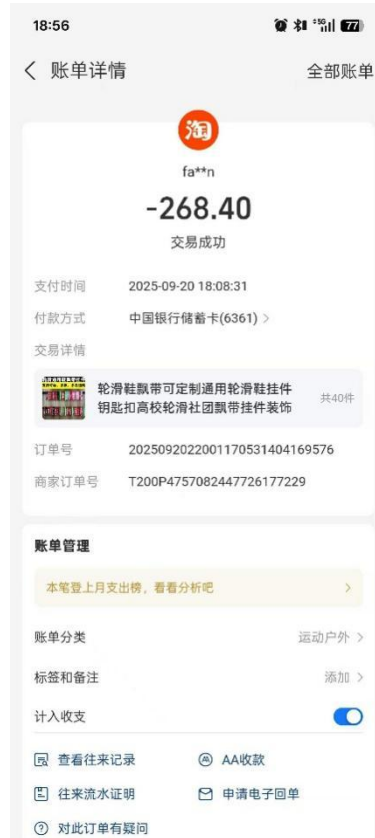 18:56
5G
77
账单详情
全部账单
淘
fa**n
-268.40
交易成功
支付时间 2025-09-20 18:08:31
付款方式 中国银行储蓄卡(6361)
交易详情
轮滑鞋飘带可定制通用轮滑鞋挂件
钥匙扣高校轮滑社团飘带挂件装饰
共40件
订单号 2025092022001170531404169576
商家订单号 T200P4757082447726177229
账单管理
本笔登上月支出榜，看看分析吧
账单分类 运动户外
标签和备注 添加
计入收支
查看往来记录
AA收款
往来流水证明
申请电子回单
对此订单有疑问